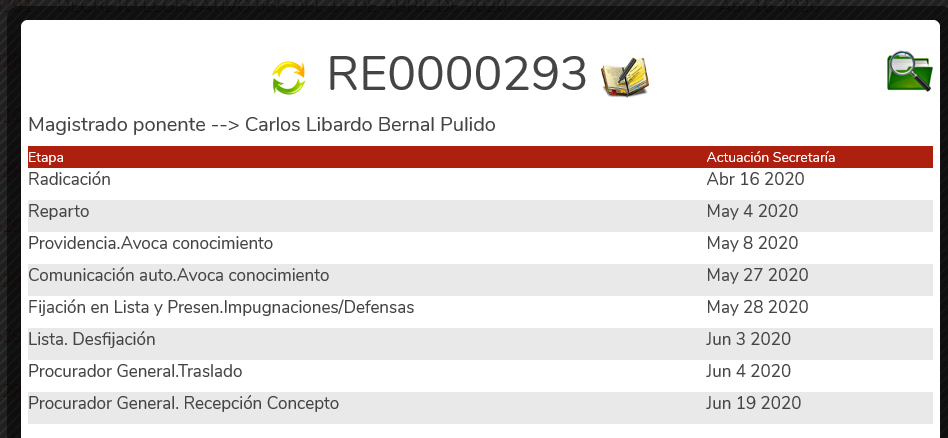 RE0000293
Magistrado ponente --> Carlos Libardo Bernal Pulido
Etapa Actuación Secretaría
Radicación Abr 16 2020
Reparto May 4 2020
Providencia.Avoca conocimiento May 8 2020
Comunicación auto.Avoca conocimiento May 27 2020
Fijación en Lista y Presen.Impugnaciones/Defensas May 28 2020
Lista. Desfijación Jun 3 2020
Procurador General.Traslado Jun 4 2020
Procurador General. Recepción Concepto Jun 19 2020